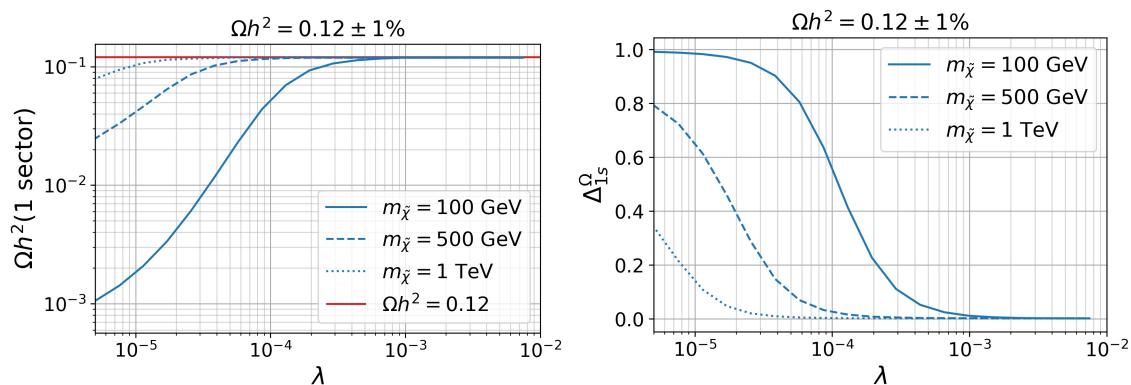 Ωh² = 0.12 ± 1%
Ωh²(1 sector)
10⁻¹
10⁻²
10⁻³
m_χ̃ = 100 GeV
m_χ̃ = 500 GeV
m_χ̃ = 1 TeV
Ωh² = 0.12
10⁻⁵
10⁻⁴
10⁻³
10⁻²
λ
Ωh² = 0.12 ± 1%
Δ^Ω_1s
1.0
0.8
0.6
0.4
0.2
0.0
m_χ̃ = 100 GeV
m_χ̃ = 500 GeV
m_χ̃ = 1 TeV
10⁻⁵
10⁻⁴
10⁻³
10⁻²
λ